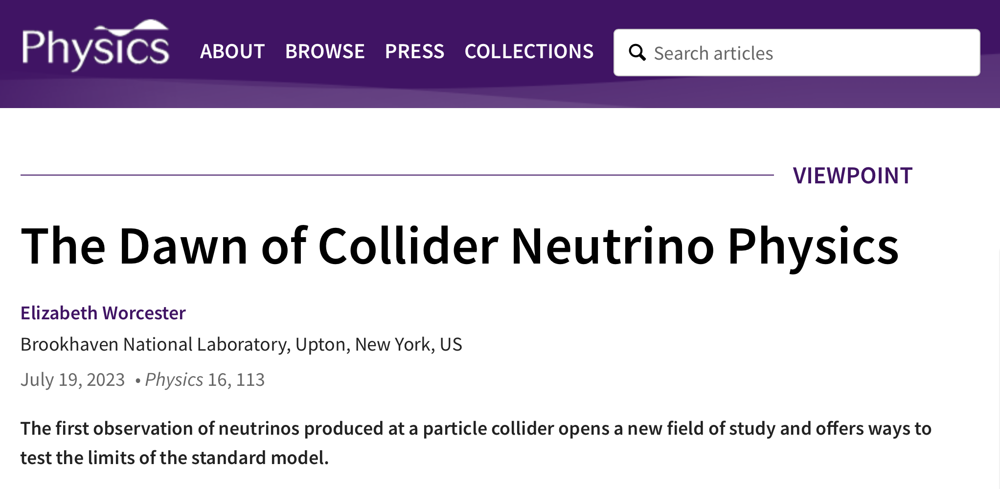 Physics
ABOUT BROWSE PRESS COLLECTIONS Search articles
VIEWPOINT
The Dawn of Collider Neutrino Physics
Elizabeth Worcester
Brookhaven National Laboratory, Upton, New York, US
July 19, 2023 • Physics 16, 113
The first observation of neutrinos produced at a particle collider opens a new field of study and offers ways to
test the limits of the standard model.